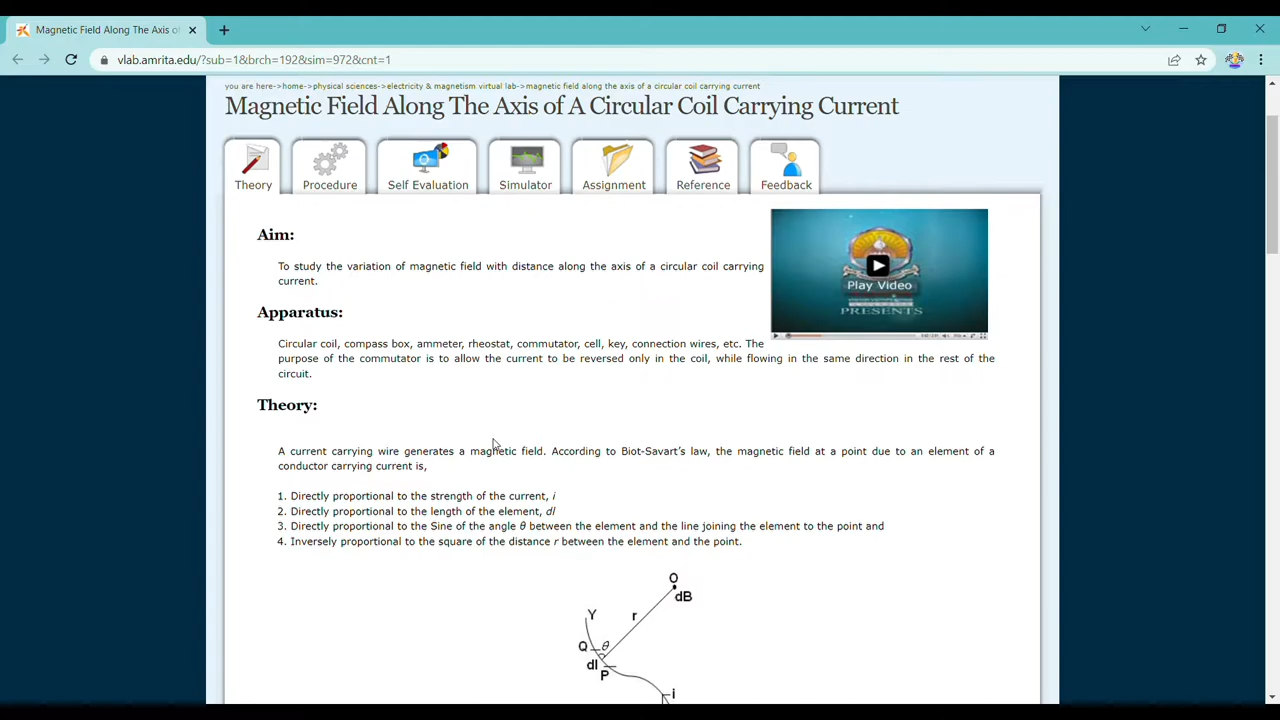 Magnetic Field Along The Axis of
vlab.amrita.edu/?sub=1&brch=192&sim=972&cnt=1
you are here->home->physical sciences->electricity & magnetism virtual lab->magnetic field along the axis of a circular coil carrying current
Magnetic Field Along The Axis of A Circular Coil Carrying Current
Theory Procedure Self Evaluation Simulator Assignment Reference Feedback
Aim:
To study the variation of magnetic field with distance along the axis of a circular coil carrying
current.
Play Video
PRESENTS
Apparatus:
Circular coil, compass box, ammeter, rheostat, commutator, cell, key, connection wires, etc. The
purpose of the commutator is to allow the current to be reversed only in the coil, while flowing in the same direction in the rest of the
circuit.
Theory:
A current carrying wire generates a magnetic field. According to Biot-Savart's law, the magnetic field at a point due to an element of a
conductor carrying current is,
1. Directly proportional to the strength of the current, i
2. Directly proportional to the length of the element, dl
3. Directly proportional to the Sine of the angle θ between the element and the line joining the element to the point and
4. Inversely proportional to the square of the distance r between the element and the point.
O
dB
Y
r
Q θ
dl
P
i